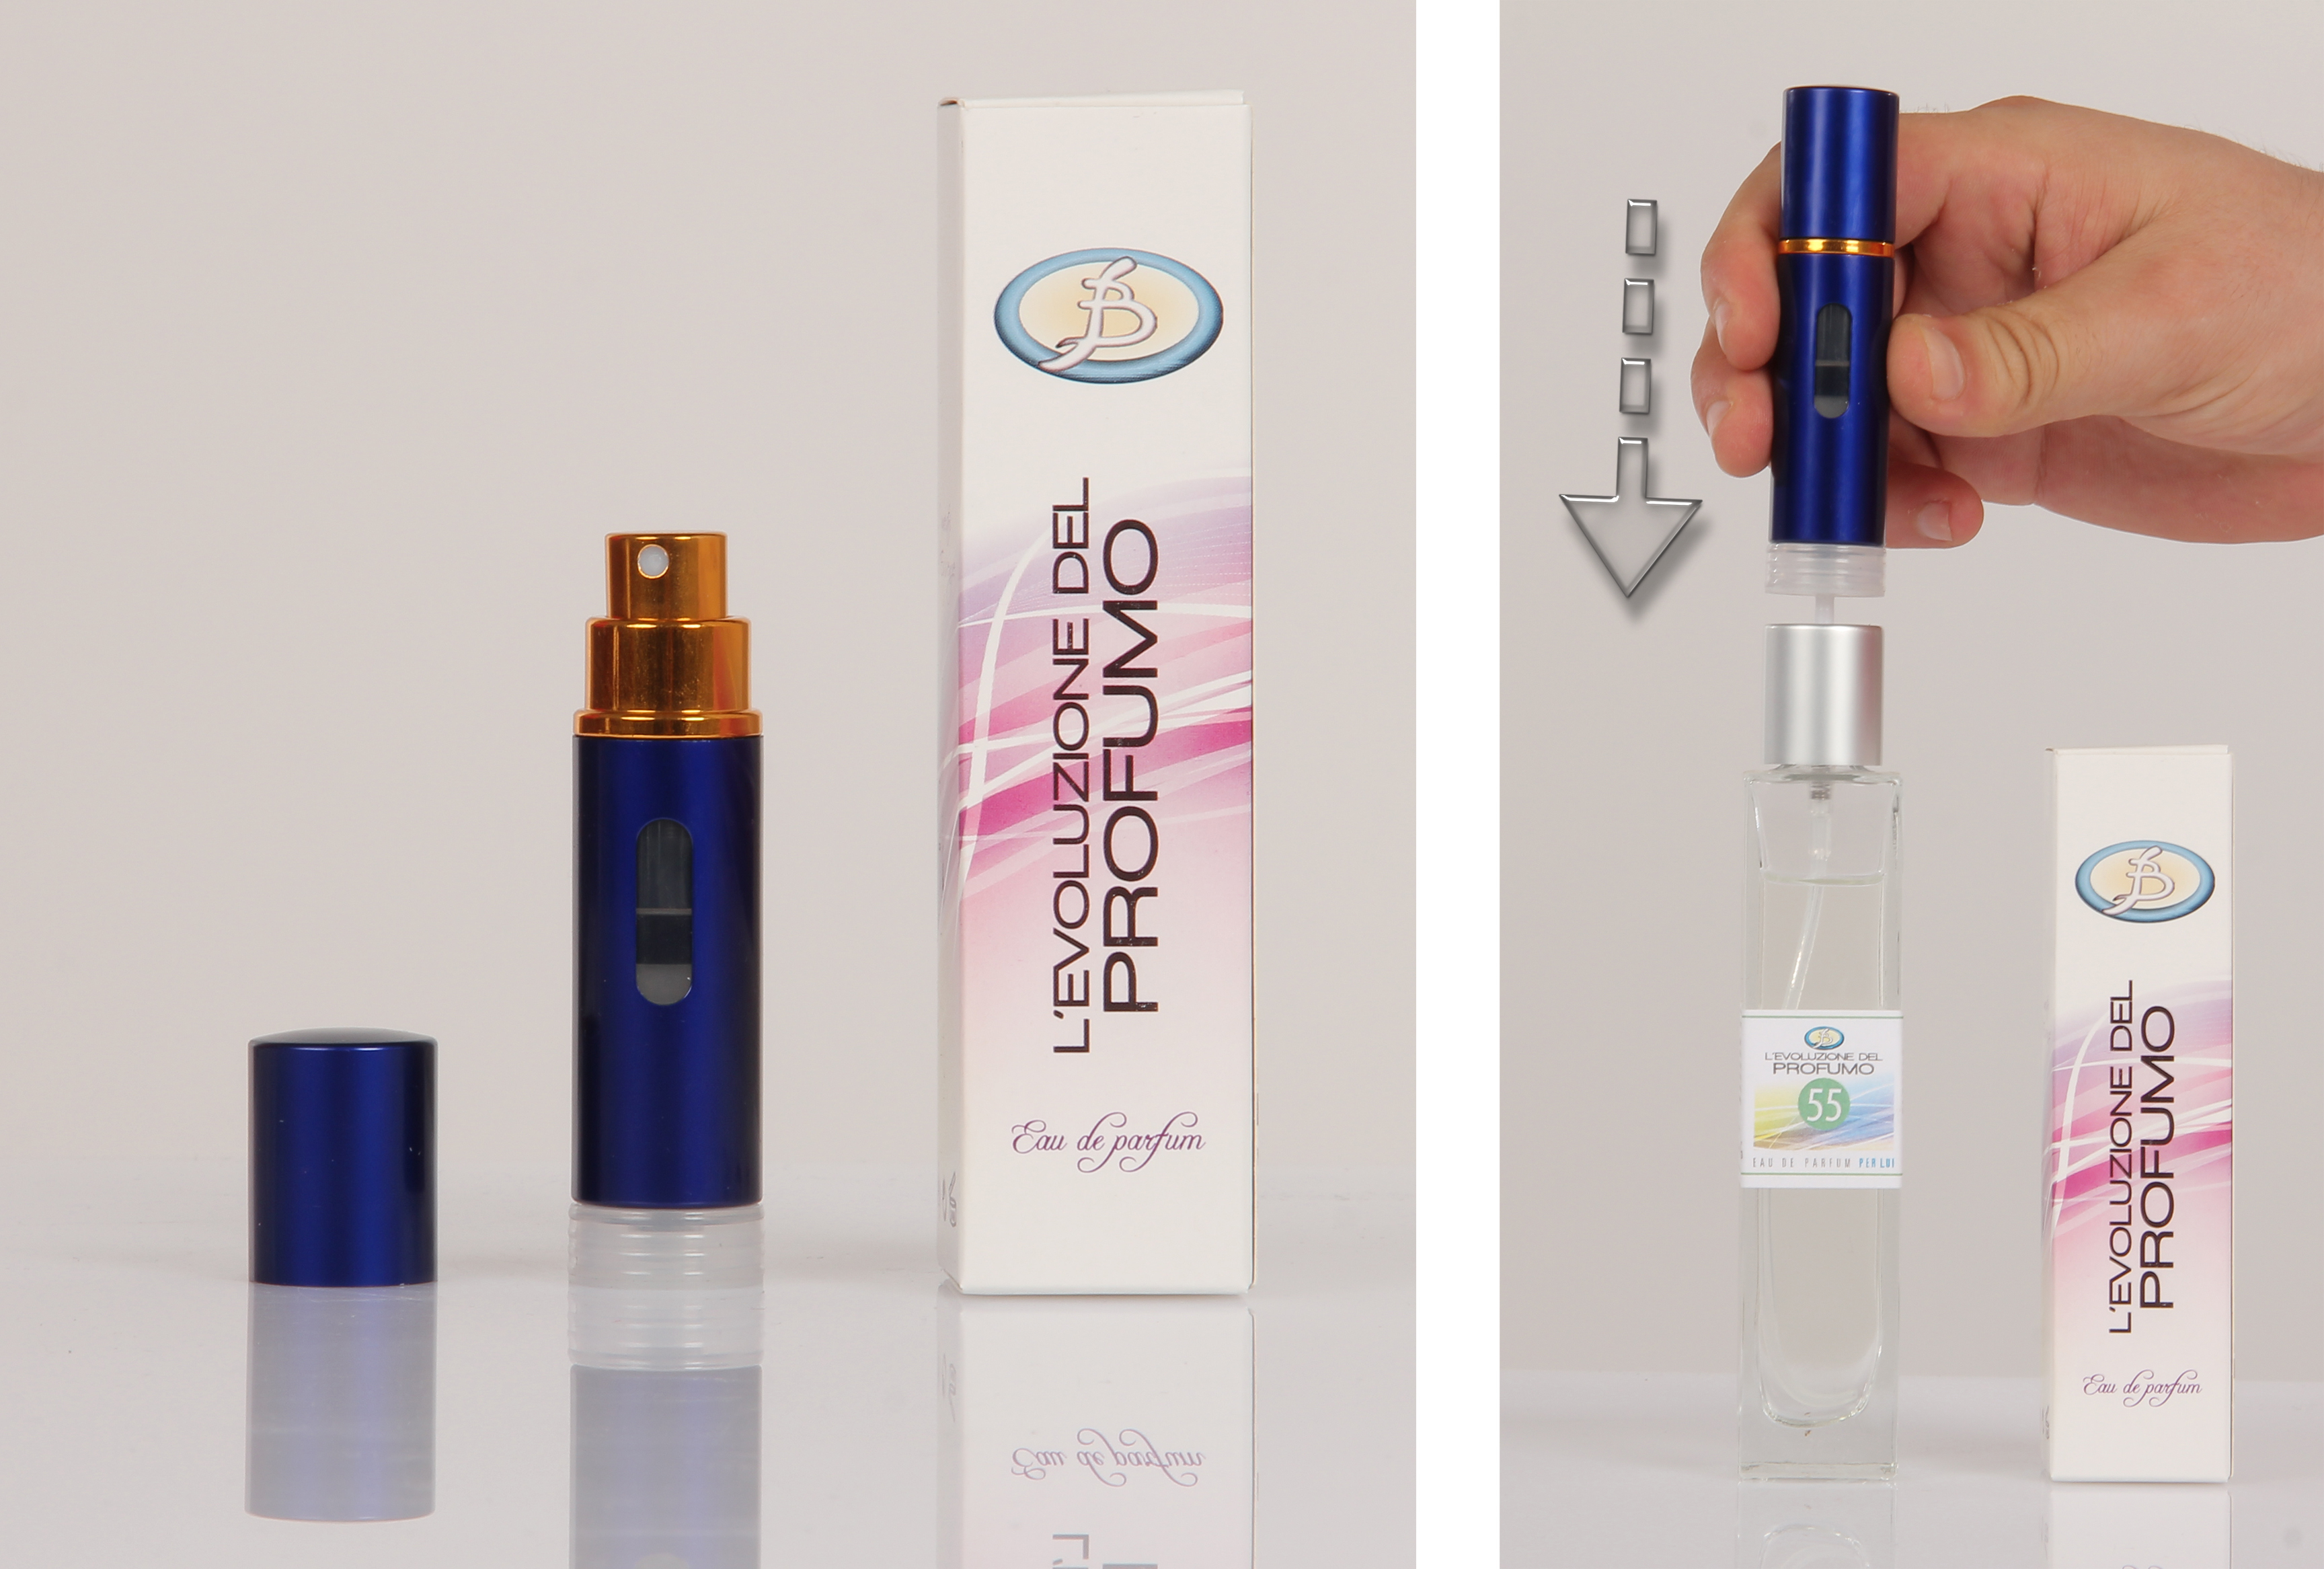 L'EVOLUZIONE DEL
PROFUMO
Eau de parfum
L'EVOLUZIONE DEL
PROFUMO
55
EAU DE PARFUM PER LUI
L'EVOLUZIONE DEL
PROFUMO
Eau de parfum